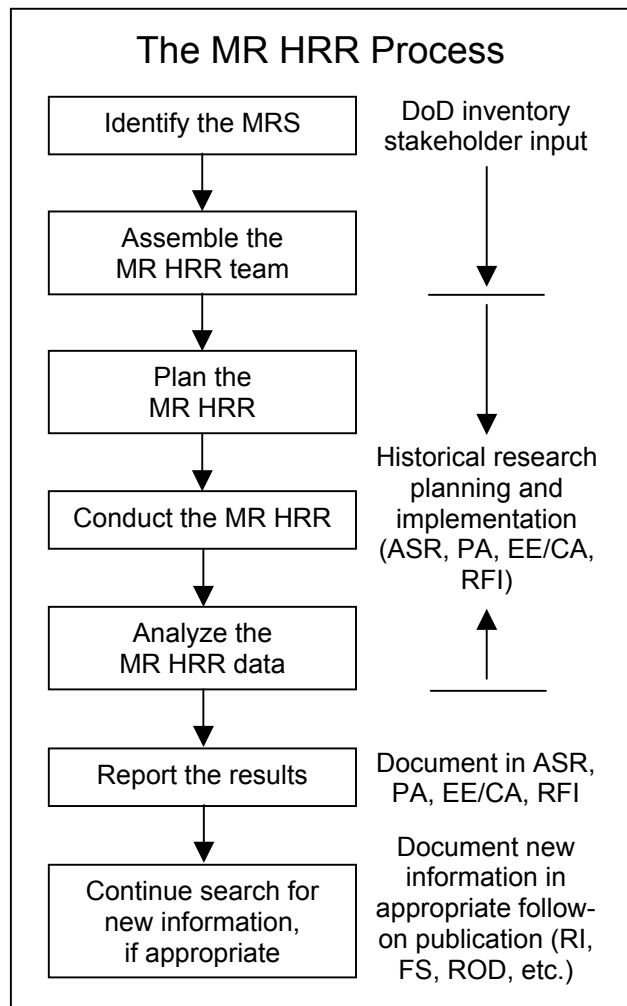 The MR HRR Process
Identify the MRS
DoD inventory
stakeholder input
Assemble the
MR HRR team
Plan the
MR HRR
Conduct the MR HRR
Historical research
planning and
implementation
(ASR, PA, EE/CA,
RFI)
Analyze the
MR HRR data
Report the results
Document in ASR,
PA, EE/CA, RFI
Continue search for
new information,
if appropriate
Document new
information in
appropriate follow-
on publication (RI,
FS, ROD, etc.)